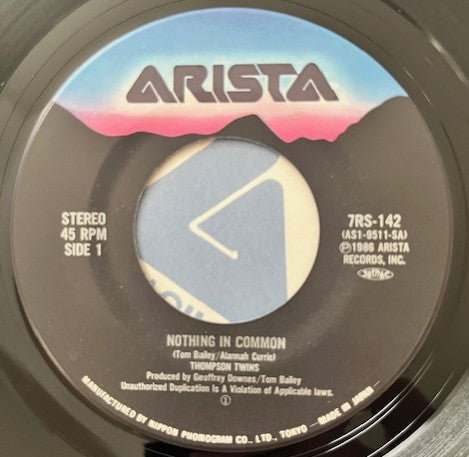 ARISTA
STEREO
45 RPM
SIDE 1
7RS-142
(AS1-9511-SA)
Ⓟ1986 ARISTA
RECORDS, INC.
NOTHING IN COMMON
(Tom Bailey/Alannah Currie)
THOMPSON TWINS
Produced by Geoffrey Downes/Tom Bailey
Unauthorized Duplication Is A Violation of Applicable laws.
①
MANUFACTURED BY NIPPON PHONOGRAM CO., LTD., TOKYO — MADE IN JAPAN —